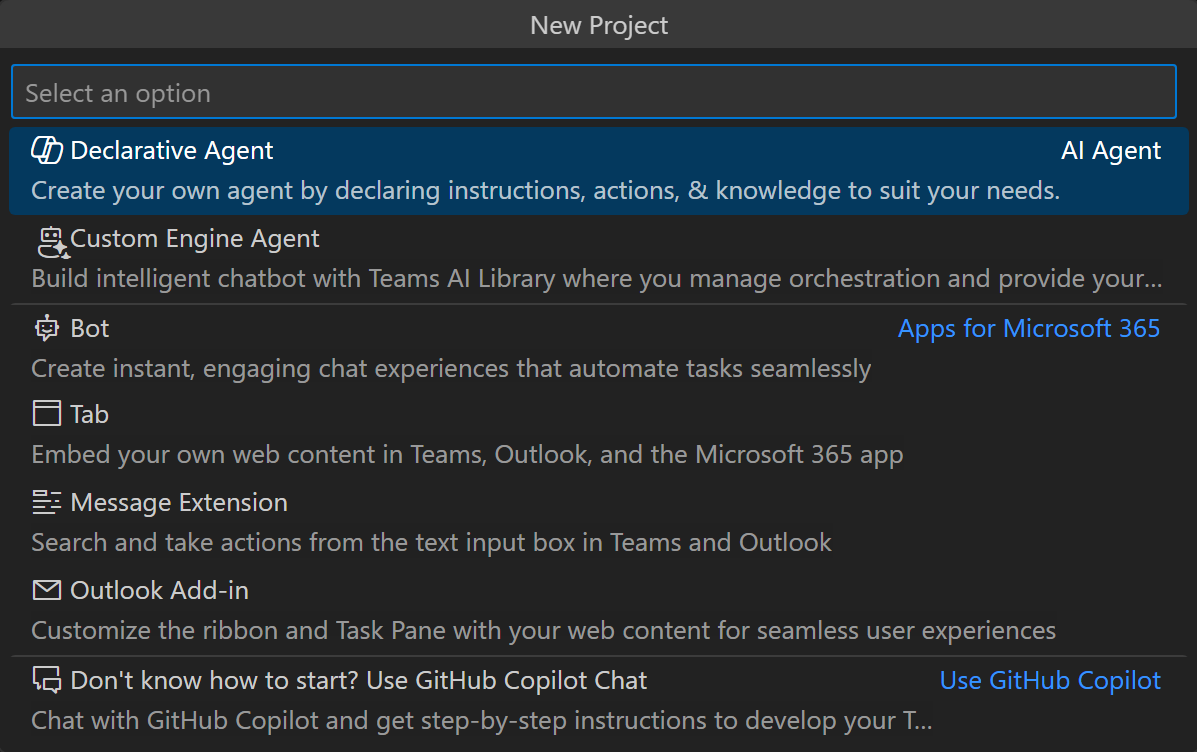 New Project
Select an option
Declarative Agent AI Agent
Create your own agent by declaring instructions, actions, & knowledge to suit your needs.
Custom Engine Agent
Build intelligent chatbot with Teams AI Library where you manage orchestration and provide your...
Bot Apps for Microsoft 365
Create instant, engaging chat experiences that automate tasks seamlessly
Tab
Embed your own web content in Teams, Outlook, and the Microsoft 365 app
Message Extension
Search and take actions from the text input box in Teams and Outlook
Outlook Add-in
Customize the ribbon and Task Pane with your web content for seamless user experiences
Don't know how to start? Use GitHub Copilot Chat Use GitHub Copilot
Chat with GitHub Copilot and get step-by-step instructions to develop your T...